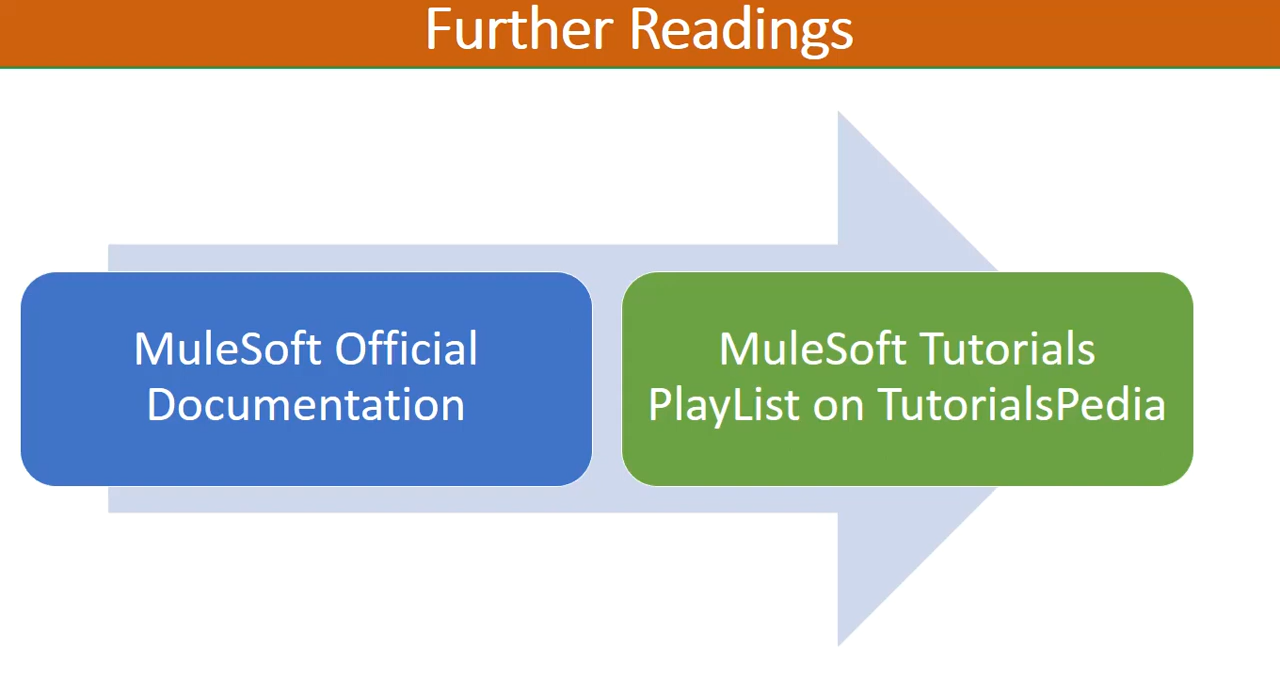 Further Readings
MuleSoft Official
Documentation
MuleSoft Tutorials
PlayList on TutorialsPedia